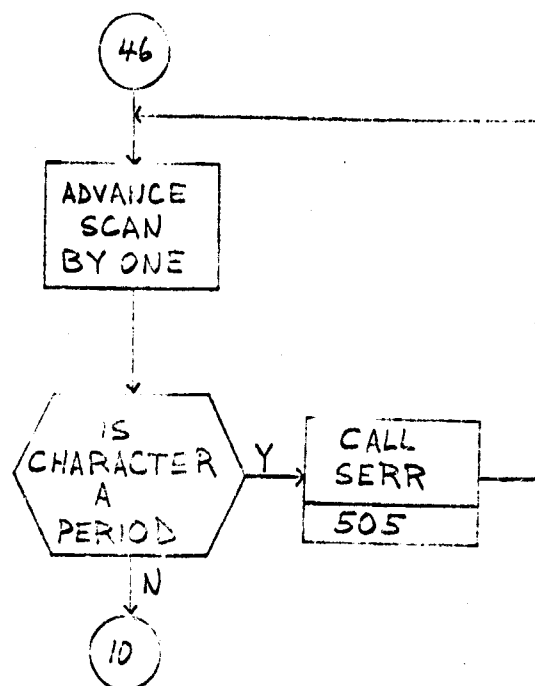 46
ADVANCE
SCAN
BY ONE
IS
CHARACTER
A
PERIOD
Y
CALL
SERR
505
N
10